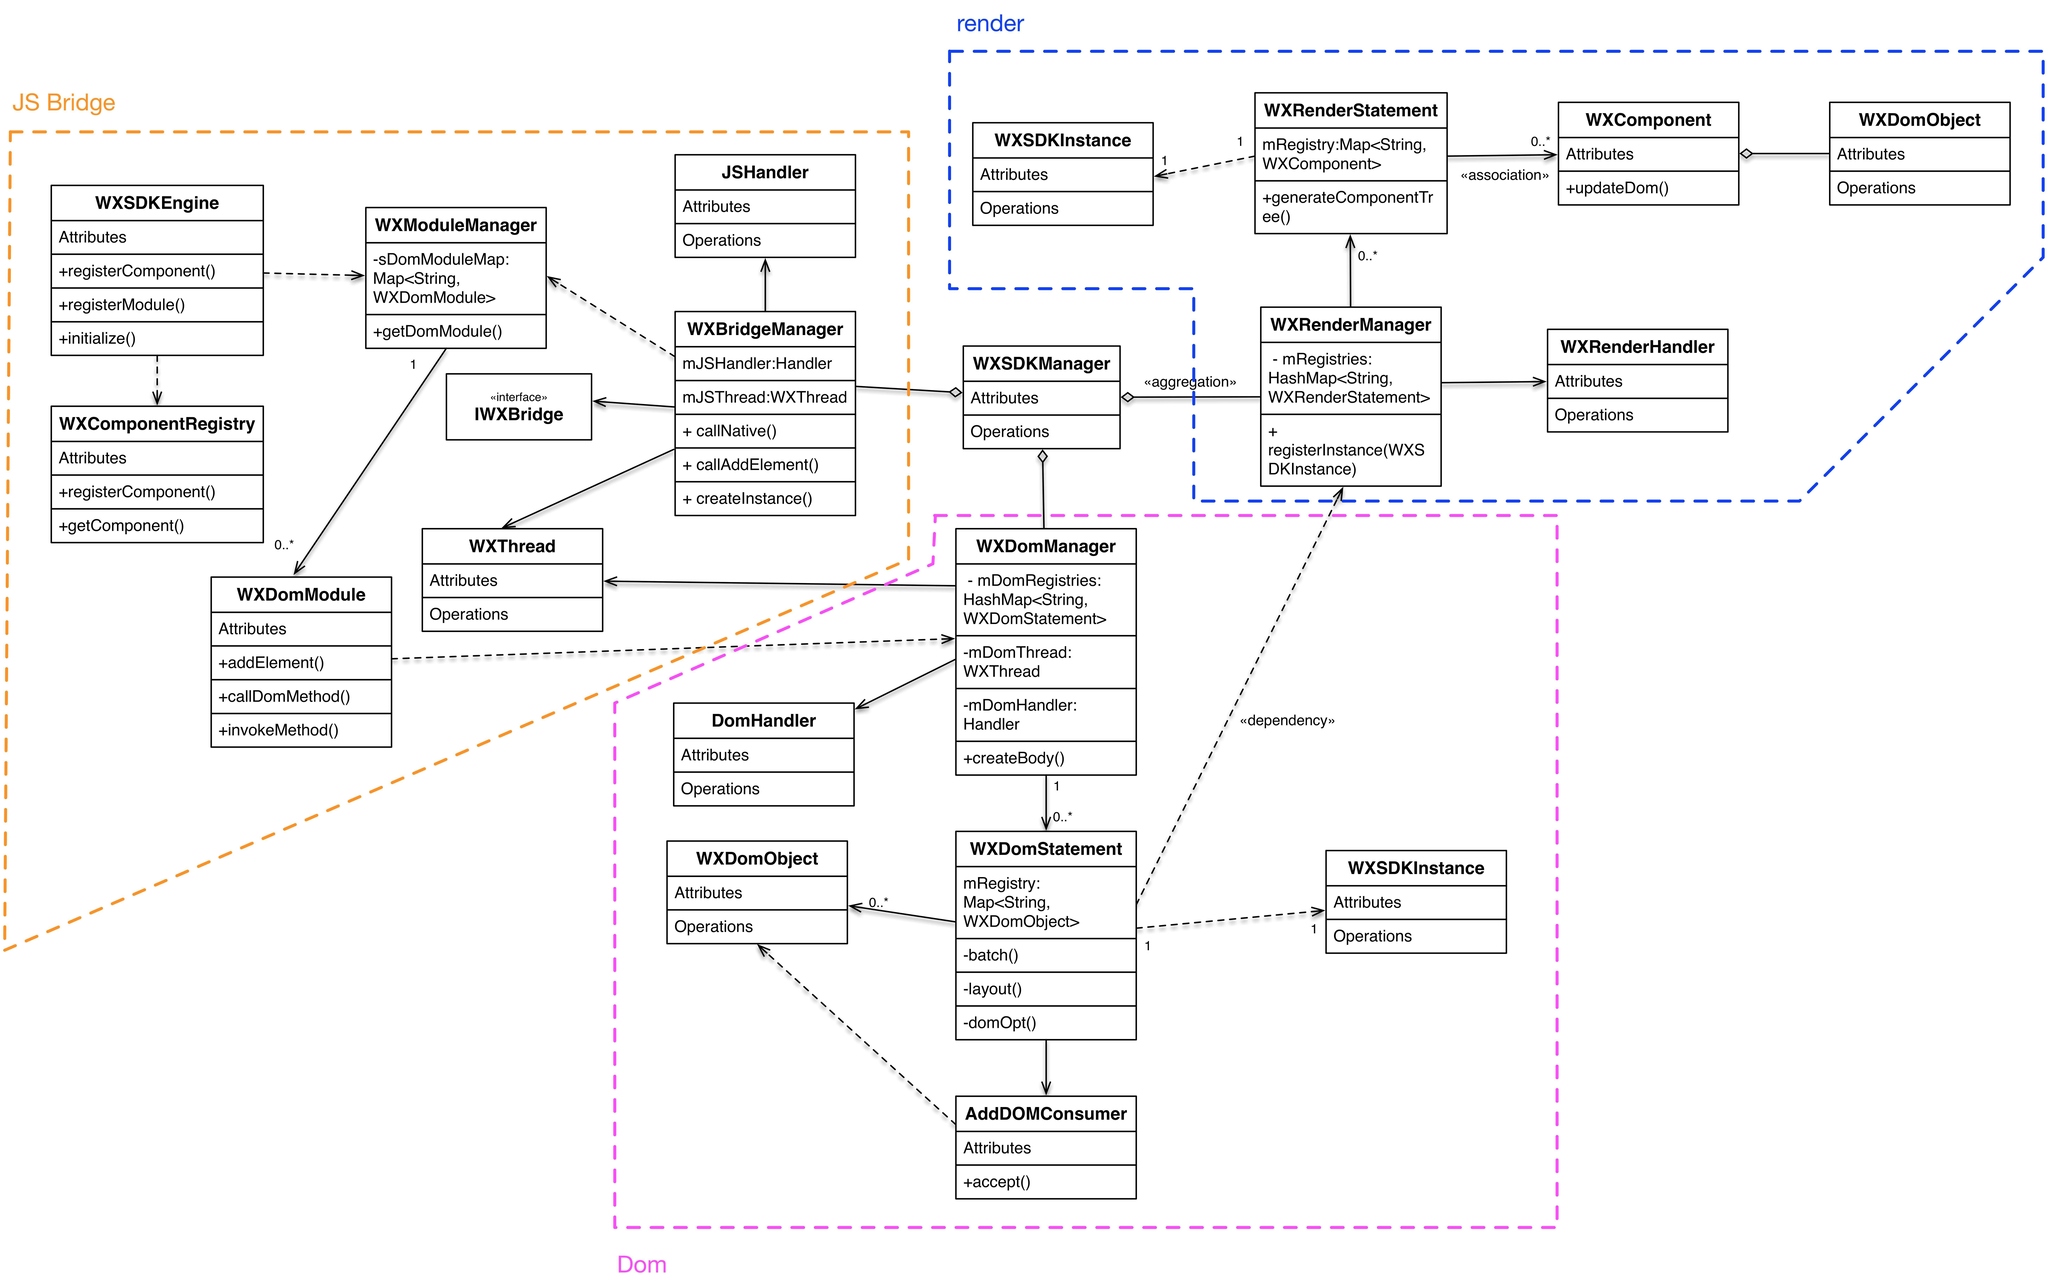 render
JS Bridge
WXSDKInstance
Attributes
Operations
1
1
WXRenderStatement
mRegistry:Map<String,
WXComponent>
+generateComponentTr
ee()
0..*
«association»
WXComponent
Attributes
+updateDom()
WXDomObject
Attributes
Operations
0..*
WXSDKEngine
Attributes
+registerComponent()
+registerModule()
+initialize()
WXModuleManager
-sDomModuleMap:
Map<String,
WXDomModule>
+getDomModule()
1
JSHandler
Attributes
Operations
WXBridgeManager
mJSHandler:Handler
mJSThread:WXThread
+ callNative()
+ callAddElement()
+ createInstance()
«interface»
IWXBridge
WXSDKManager
Attributes
Operations
«aggregation»
WXRenderManager
- mRegistries:
HashMap<String,
WXRenderStatement>
+
registerInstance(WXS
DKInstance)
WXRenderHandler
Attributes
Operations
WXComponentRegistry
Attributes
+registerComponent()
+getComponent()
0..*
WXThread
Attributes
Operations
WXDomModule
Attributes
+addElement()
+callDomMethod()
+invokeMethod()
WXDomManager
- mDomRegistries:
HashMap<String,
WXDomStatement>
-mDomThread:
WXThread
-mDomHandler:
Handler
+createBody()
1
0..*
DomHandler
Attributes
Operations
«dependency»
WXDomObject
Attributes
Operations
0..*
WXDomStatement
mRegistry:
Map<String,
WXDomObject>
-batch()
-layout()
-domOpt()
1
1
WXSDKInstance
Attributes
Operations
AddDOMConsumer
Attributes
+accept()
Dom